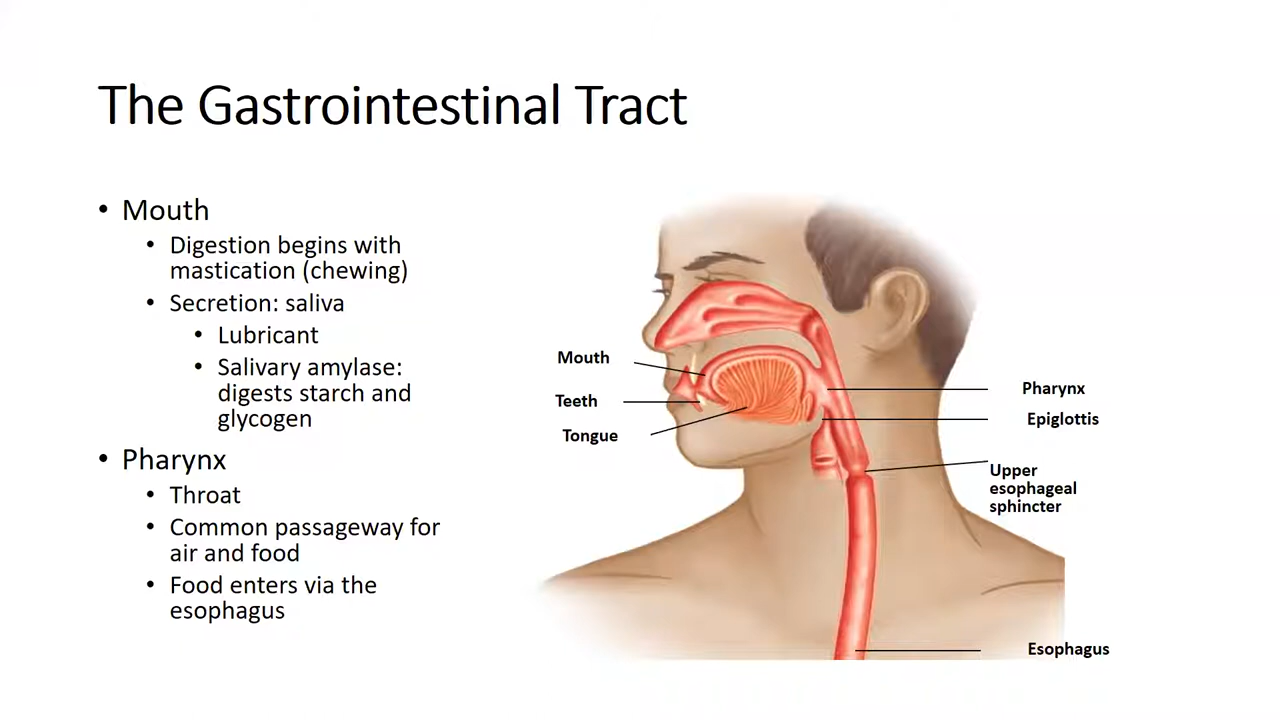 The Gastrointestinal Tract
• Mouth
• Digestion begins with
mastication (chewing)
• Secretion: saliva
• Lubricant
• Salivary amylase:
digests starch and
glycogen
• Pharynx
• Throat
• Common passageway for
air and food
• Food enters via the
esophagus
Mouth
Teeth
Tongue
Pharynx
Epiglottis
Upper
esophageal
sphincter
Esophagus